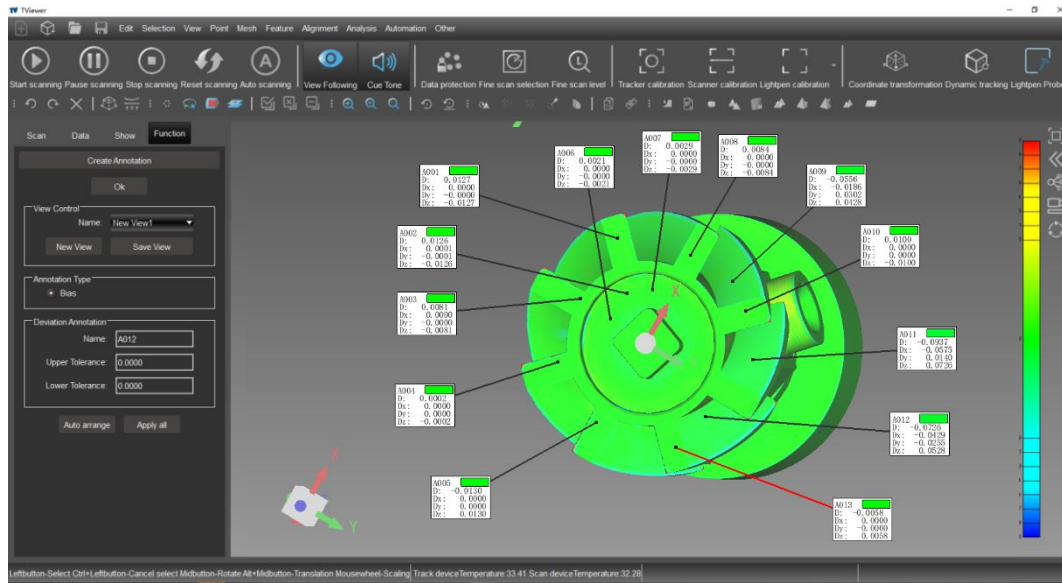 TViewer
Edit Selection View Point Mesh Feature Alignment Analysis Automation Other
Start scanning Pause scanning Stop scanning Reset scanning Auto scanning View Following Cue Tone Data protection Fine scan selection Fine scan level Tracker calibration Scanner calibration Lightpen calibration Coordinate transformation Dynamic tracking Lightpen Probe
Scan Data Show Function
Create Annotation
Ok
View Control
Name: New View1
New View Save View
Annotation Type
Bias
Deviation Annotation
Name: A012
Upper Tolerance: 0.0000
Lower Tolerance: 0.0000
Auto arrange Apply all
A001
D: 0.0127
Dx: 0.0000
Dy: -0.0000
Dz: -0.0127
A002
D: 0.0126
Dx: 0.0001
Dy: -0.0001
Dz: -0.0126
A003
D: 0.0081
Dx: 0.0000
Dy: -0.0000
Dz: -0.0081
A004
D: 0.0002
Dx: 0.0000
Dy: 0.0000
Dz: -0.0002
A005
D: -0.0130
Dx: 0.0000
Dy: 0.0000
Dz: 0.0130
A006
D: 0.0021
Dx: 0.0000
Dy: -0.0000
Dz: -0.0021
A007
D: 0.0029
Dx: 0.0000
Dy: -0.0000
Dz: -0.0029
A008
D: 0.0084
Dx: 0.0000
Dy: -0.0000
Dz: -0.0084
A009
D: -0.0556
Dx: -0.0186
Dy: 0.0302
Dz: 0.0428
A010
D: 0.0100
Dx: 0.0000
Dy: 0.0000
Dz: -0.0100
A011
D: -0.0937
Dx: -0.0575
Dy: 0.0140
Dz: 0.0726
A012
D: -0.0726
Dx: -0.0429
Dy: -0.0255
Dz: 0.0528
A013
D: -0.0058
Dx: 0.0000
Dy: -0.0000
Dz: 0.0058
X
X
Y
Leftbutton-Select Ctrl+Leftbutton-Cancel select Midbutton-Rotate Alt+Midbutton-Translation Mousewheel-Scaling Track deviceTemperature:33.41 Scan deviceTemperature:32.28